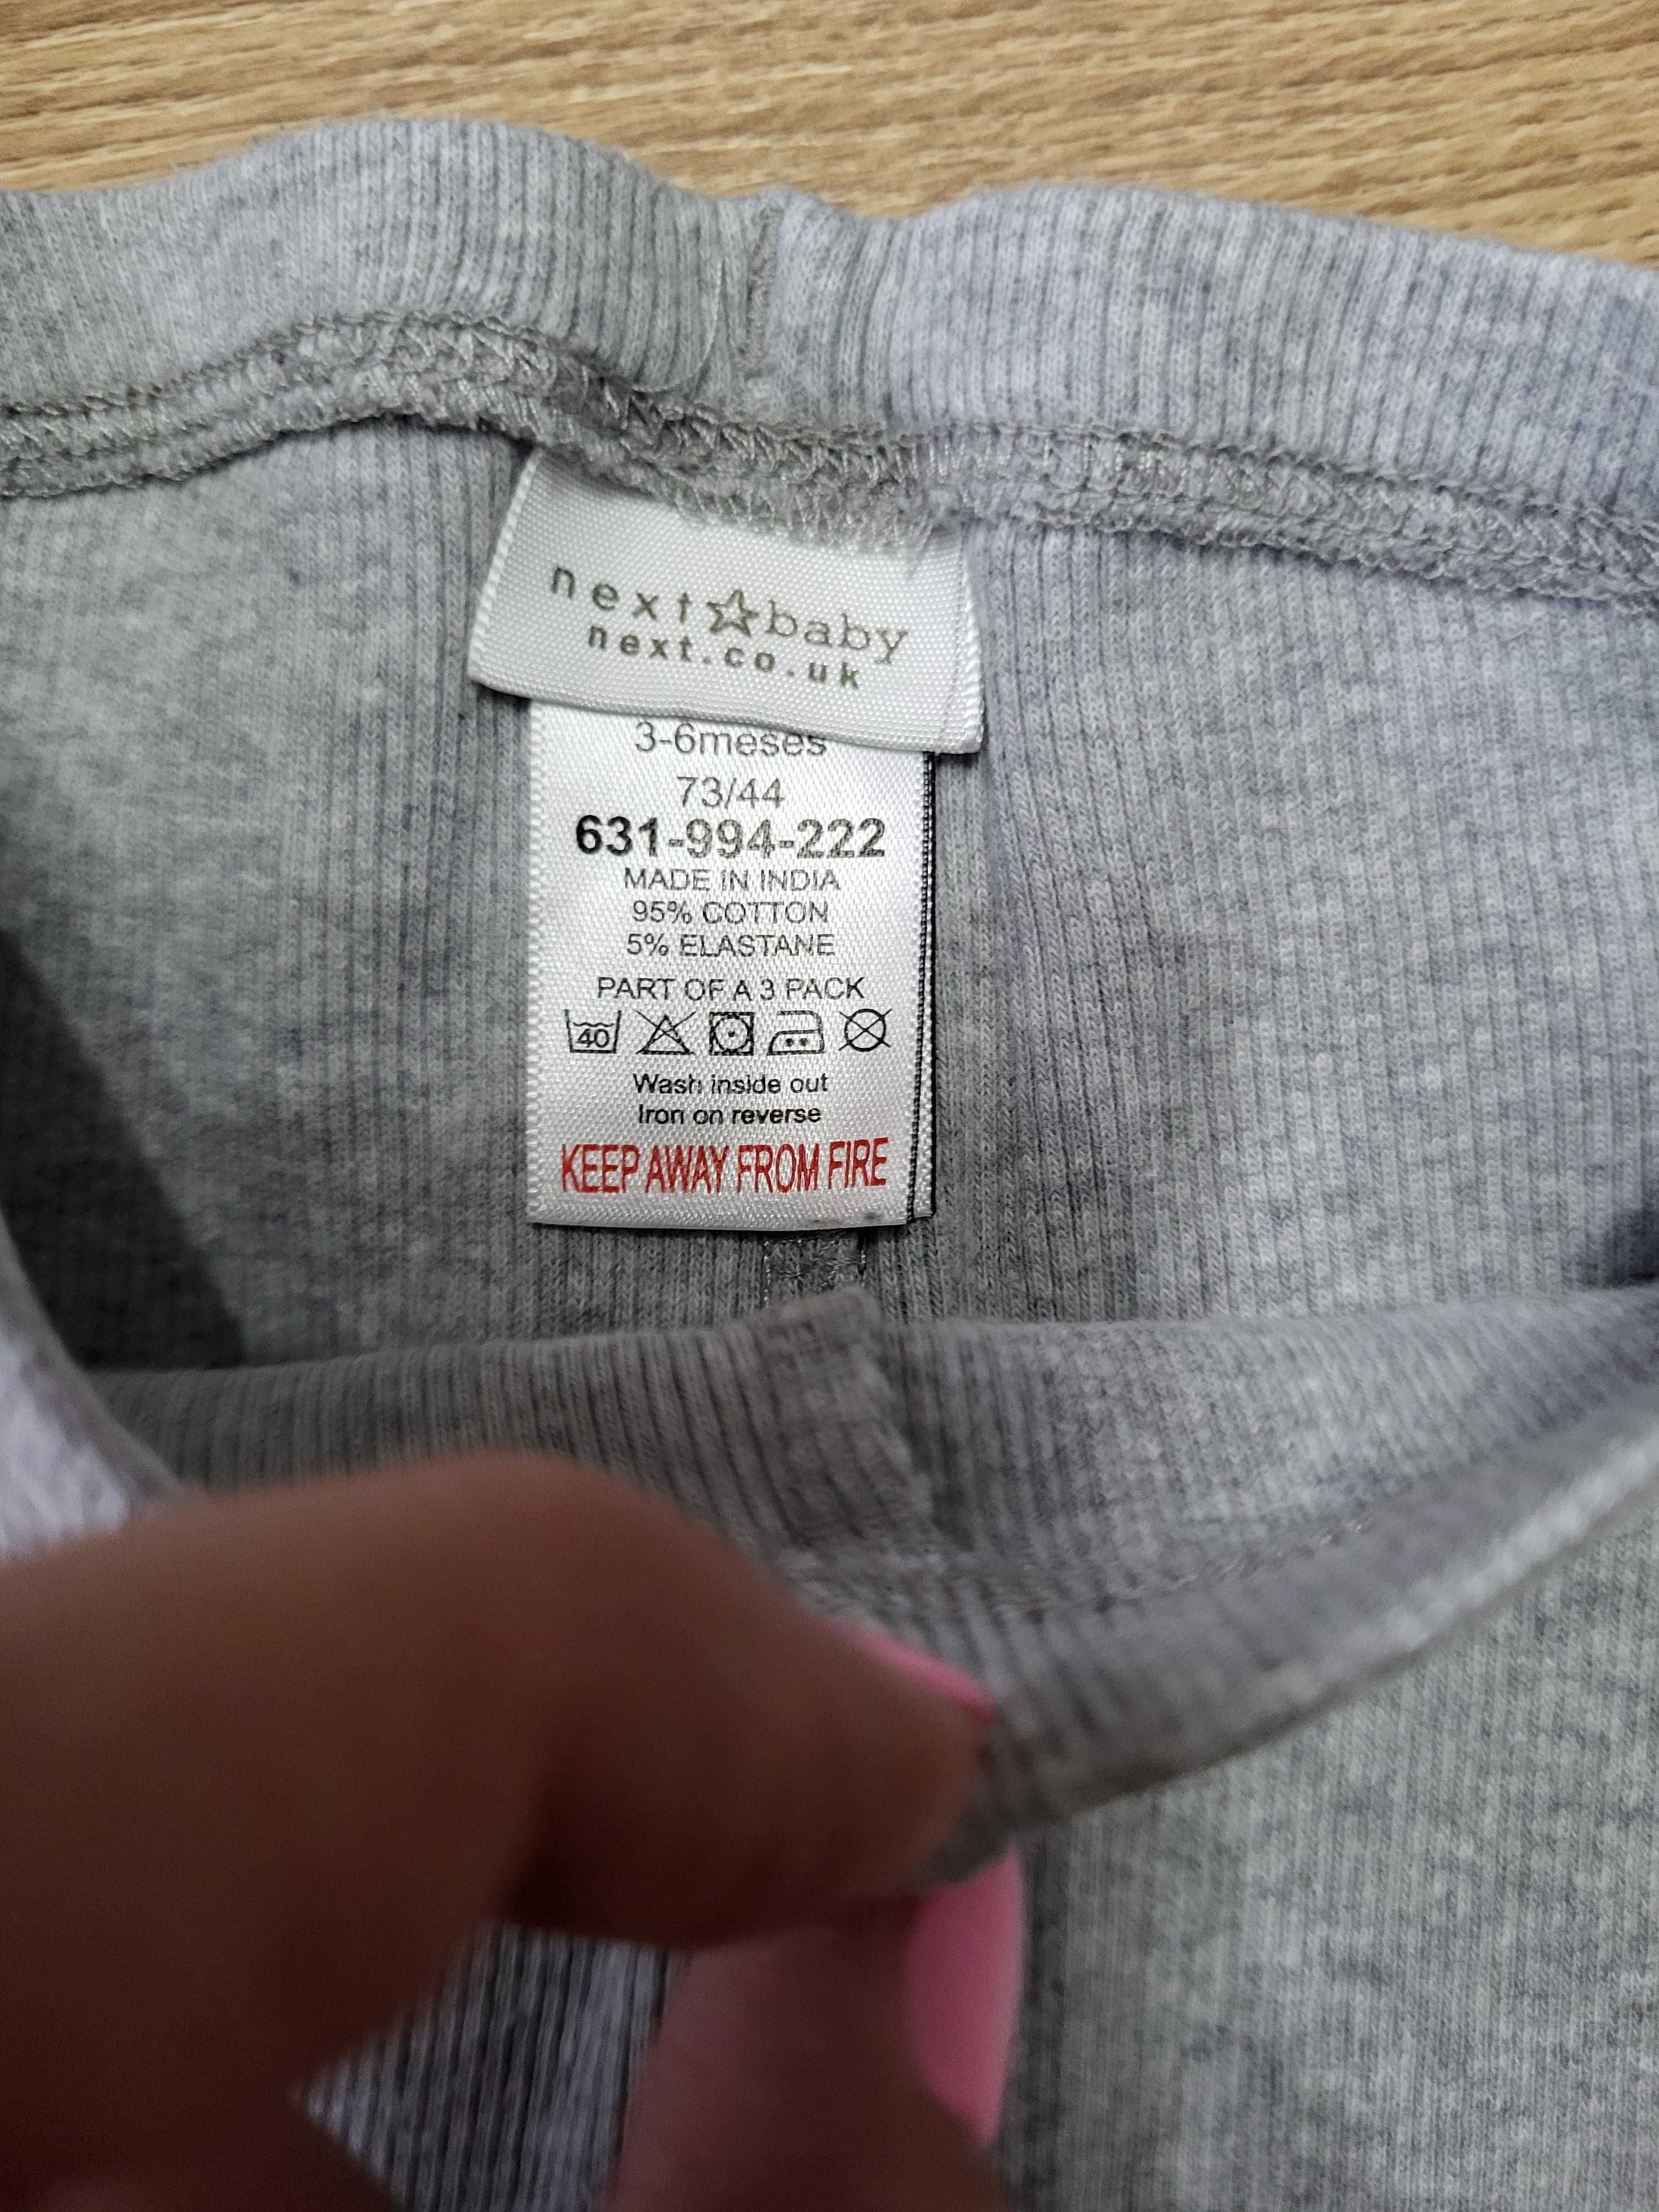 next☆baby
next.co.uk
3-6meses
73/44
631-994-222
MADE IN INDIA
95% COTTON
5% ELASTANE
PART OF A 3 PACK
40
Wash inside out
Iron on reverse
KEEP AWAY FROM FIRE